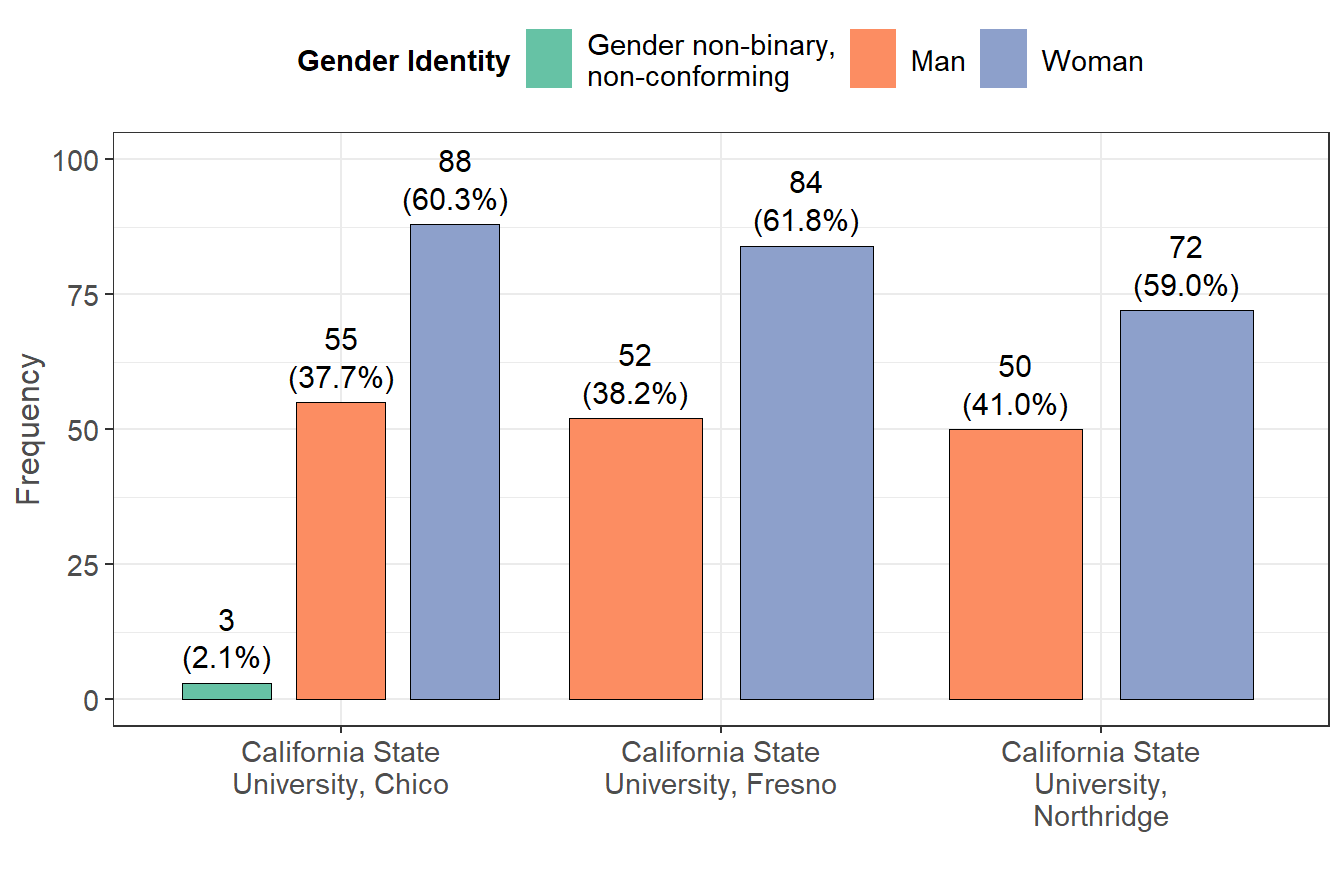 Gender Identity
Gender non-binary,
non-conforming
Man
Woman
Frequency
100
75
50
25
0
3
(2.1%)
55
(37.7%)
88
(60.3%)
52
(38.2%)
84
(61.8%)
50
(41.0%)
72
(59.0%)
California State
University, Chico
California State
University, Fresno
California State
University,
Northridge